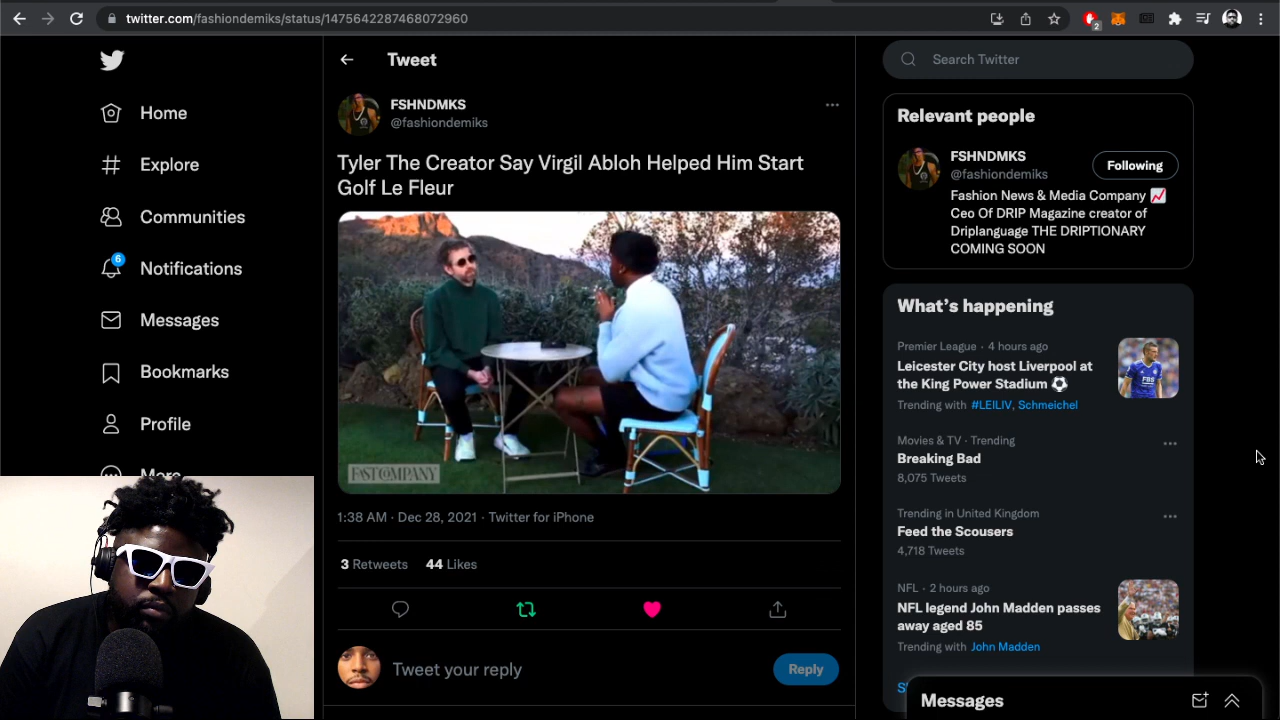 twitter.com/fashiondemiks/status/1475642287468072960
2
Home
Explore
Communities
6
Notifications
Messages
Bookmarks
Profile
More
Tweet
FSHNDMKS
@fashiondemiks
Tyler The Creator Say Virgil Abloh Helped Him Start
Golf Le Fleur
FAST COMPANY
1:38 AM · Dec 28, 2021 · Twitter for iPhone
3 Retweets 44 Likes
Tweet your reply
Reply
Search Twitter
Relevant people
FSHNDMKS
@fashiondemiks
Following
Fashion News & Media Company 📈
Ceo Of DRIP Magazine creator of
Driplanguage THE DRIPTIONARY
COMING SOON
What's happening
Premier League · 4 hours ago
Leicester City host Liverpool at
the King Power Stadium ⚽
Trending with #LEILIV, Schmeichel
FBS
Movies & TV · Trending
Breaking Bad
8,075 Tweets
Trending in United Kingdom
Feed the Scousers
4,718 Tweets
NFL · 2 hours ago
NFL legend John Madden passes
away aged 85
Trending with John Madden
Messages